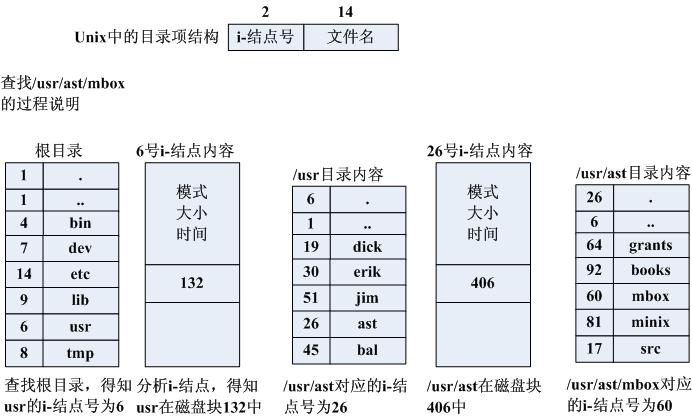 2 14
Unix中的目录项结构 i-结点号 文件名
查找/usr/ast/mbox
的过程说明
根目录
1 .
1 ..
4 bin
7 dev
14 etc
9 lib
6 usr
8 tmp
查找根目录，得知
usr的i-结点号为6
6号i-结点内容
模式
大小
时间
132
分析i-结点，得知
usr在磁盘块132中
/usr目录内容
6 .
1 ..
19 dick
30 erik
51 jim
26 ast
45 bal
/usr/ast对应的i-结
点号为26
26号i-结点内容
模式
大小
时间
406
/usr/ast在磁盘块
406中
/usr/ast目录内容
26 .
6 ..
64 grants
92 books
60 mbox
81 minix
17 src
/usr/ast/mbox对应
的i-结点号为60